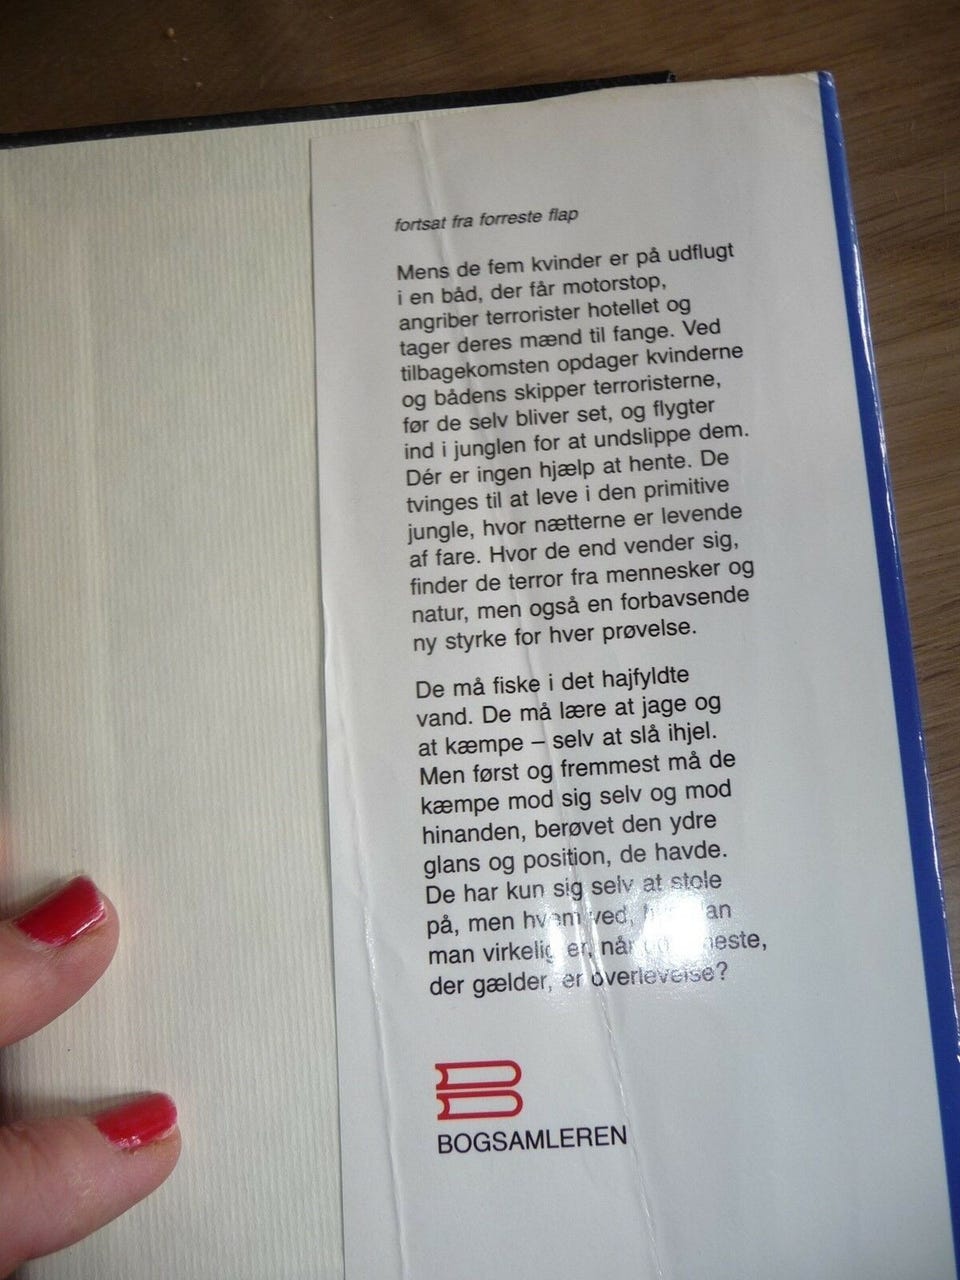 fortsat fra forreste flap
Mens de fem kvinder er på udflugt
i en båd, der får motorstop,
angriber terrorister hotellet og
tager deres mænd til fange. Ved
tilbagekomsten opdager kvinderne
og bådens skipper terroristerne,
før de selv bliver set, og flygter
ind i junglen for at undslippe dem.
Dér er ingen hjælp at hente. De
tvinges til at leve i den primitive
jungle, hvor nætterne er levende
af fare. Hvor de end vender sig,
finder de terror fra mennesker og
natur, men også en forbavsende
ny styrke for hver prøvelse.
De må fiske i det hajfyldte
vand. De må lære at jage og
at kæmpe – selv at slå ihjel.
Men først og fremmest må de
kæmpe mod sig selv og mod
hinanden, berøvet den ydre
glans og position, de havde.
De har kun sig selv at stole
på, men hvem ved,
man virkelig er, når
der gælder, er overlevelse?
BOGSAMLEREN